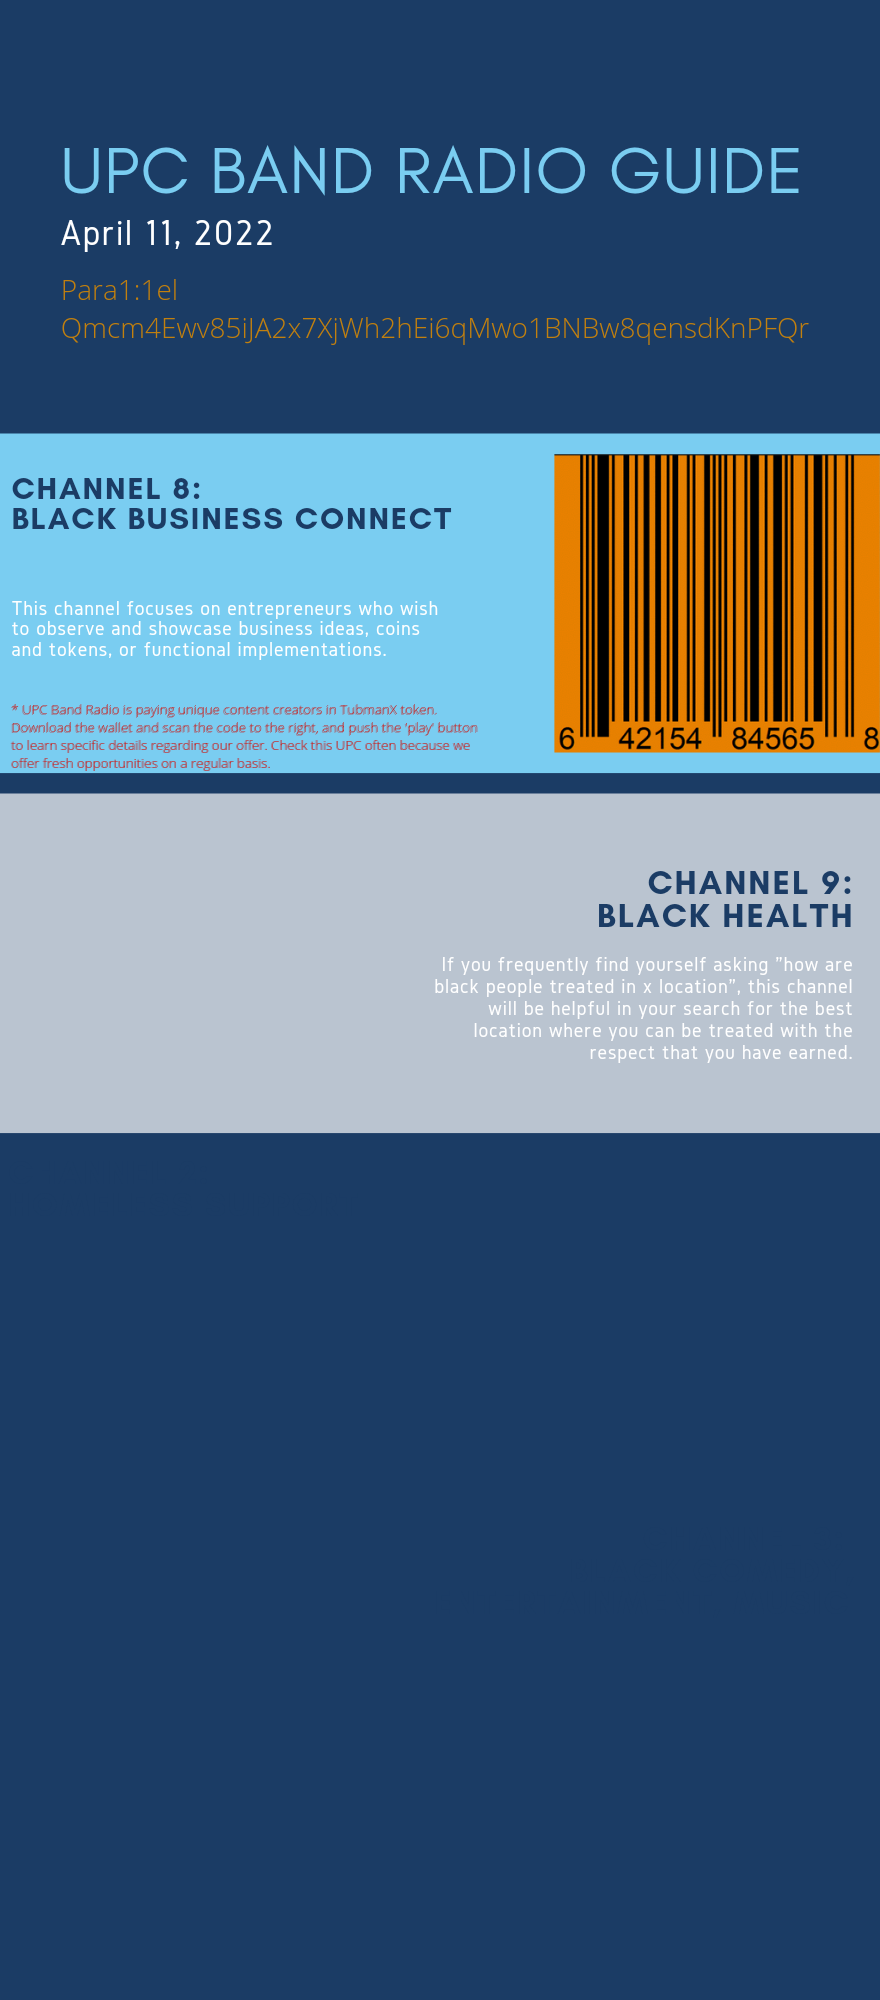 UPC BAND RADIO GUIDE
April 11, 2022
Para1:1el
Qmcm4Ewv85iJA2x7XjWh2hEi6qMwo1BNBw8qensdKnPFQr
CHANNEL 8:
BLACK BUSINESS CONNECT
This channel focuses on entrepreneurs who wish
to observe and showcase business ideas, coins
and tokens, or functional implementations.
* UPC Band Radio is paying unique content creators in TubmanX token.
Download the wallet and scan the code to the right, and push the 'play' button
to learn specific details regarding our offer. Check this UPC often because we
offer fresh opportunities on a regular basis.
6 42154 84565 8
CHANNEL 9:
BLACK HEALTH
If you frequently find yourself asking "how are
black people treated in x location", this channel
will be helpful in your search for the best
location where you can be treated with the
respect that you have earned.